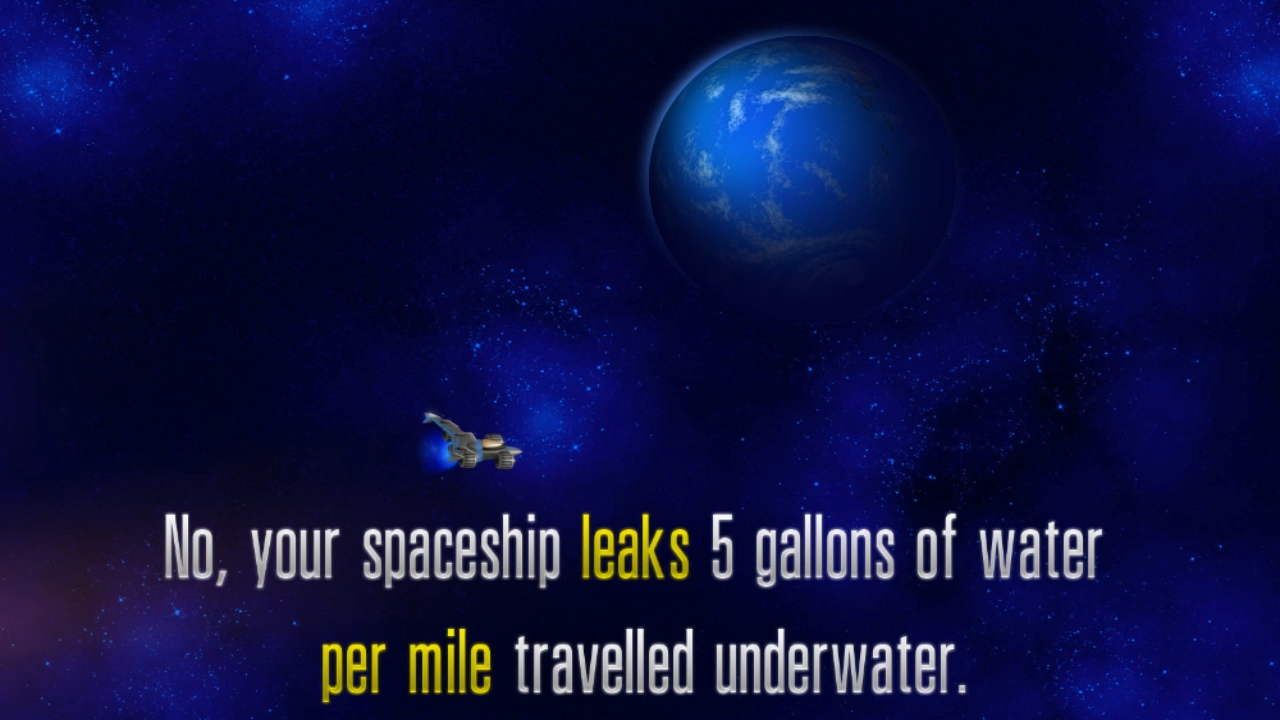 No, your spaceship leaks 5 gallons of water
per mile travelled underwater.